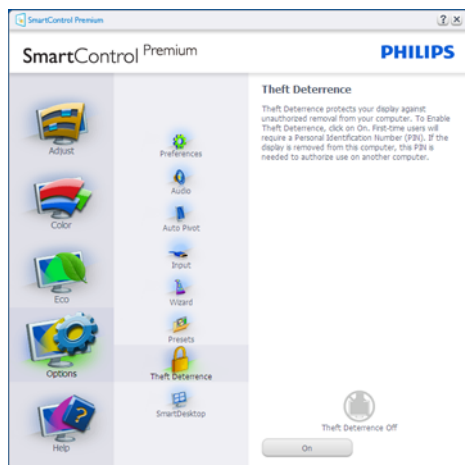 SmartControl Premium
SmartControl Premium
PHILIPS
Adjust
Color
Eco
Options
Help
Preferences
Audio
Auto Pivot
Input
Wizard
Presets
Theft Deterrence
SmartDesktop
Theft Deterrence
Theft Deterrence protects your display against
unauthorized removal from your computer. To Enable
Theft Deterrence, click on On. First-time users will
require a Personal Identification Number (PIN). If the
display is removed from this computer, this PIN is
needed to authorize use on another computer.
Theft Deterrence Off
On